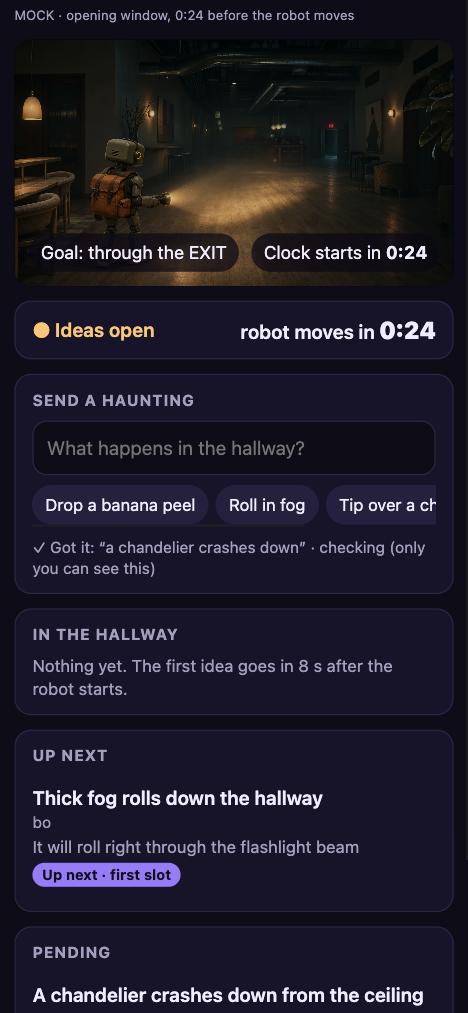 MOCK · opening window, 0:24 before the robot moves
Goal: through the EXIT
Clock starts in 0:24
Ideas open
robot moves in 0:24
SEND A HAUNTING
What happens in the hallway?
Drop a banana peel
Roll in fog
Tip over a ch
✓ Got it: “a chandelier crashes down” · checking (only
you can see this)
IN THE HALLWAY
Nothing yet. The first idea goes in 8 s after the
robot starts.
UP NEXT
Thick fog rolls down the hallway
bo
It will roll right through the flashlight beam
Up next · first slot
PENDING
A chandelier crashes down from the ceiling